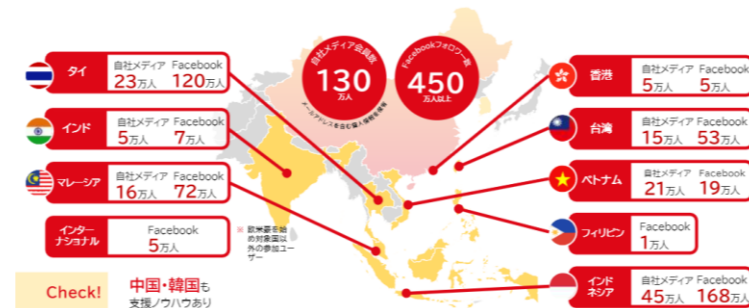 自社メディア会員数
130
万人
メールアドレスを含む個人情報を保有
Facebookフォロワー数
450
万人以上
タイ
自社メディア Facebook
23万人 120万人
インド
自社メディア Facebook
5万人 7万人
マレーシア
自社メディア Facebook
16万人 72万人
インター
ナショナル
Facebook
5万人
※ 欧米最を始
め対象国以
外の参加ユー
ザー
Check!
中国・韓国も
支援ノウハウあり
香港
自社メディア Facebook
5万人 5万人
台湾
自社メディア Facebook
15万人 53万人
ベトナム
自社メディア Facebook
21万人 19万人
フィリピン
Facebook
1万人
インド
ネシア
自社メディア Facebook
45万人 168万人